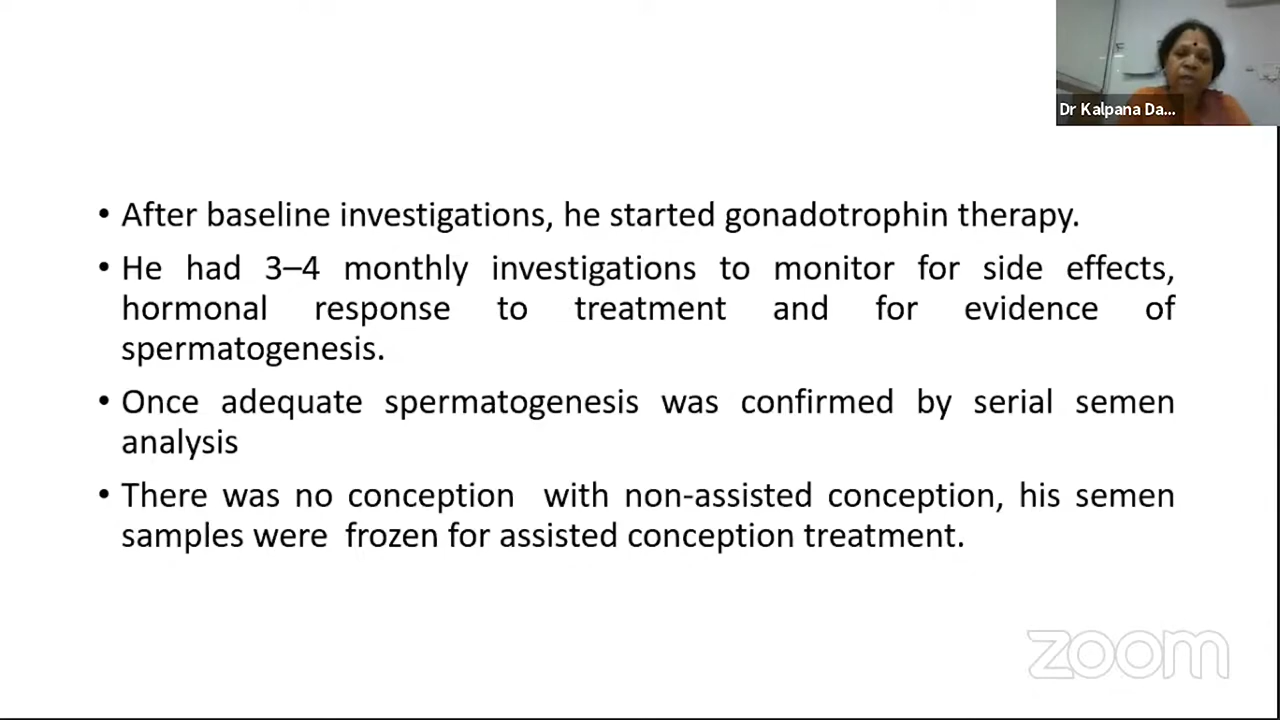 Dr Kalpana Da...
• After baseline investigations, he started gonadotrophin therapy.
• He had 3–4 monthly investigations to monitor for side effects,
hormonal response to treatment and for evidence of
spermatogenesis.
• Once adequate spermatogenesis was confirmed by serial semen
analysis
• There was no conception with non-assisted conception, his semen
samples were frozen for assisted conception treatment.
zoom